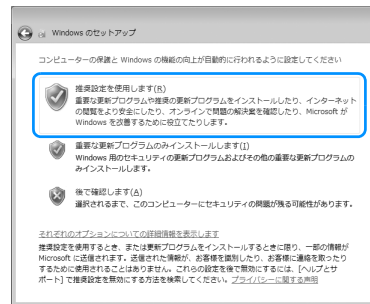 Windows のセットアップ
コンピューターの保護と Windows の機能の向上が自動的に行われるように設定してください
推奨設定を使用します(R)
重要な更新プログラムや推奨の更新プログラムをインストールしたり、インターネット
の閲覧をより安全にしたり、オンラインで問題の解決案を確認したり、Microsoft が
Windows を改善するために役立てたりします。
重要な更新プログラムのみインストールします(I)
Windows 用のセキュリティの更新プログラムおよびその他の重要な更新プログラムの
みインストールします。
後で確認します(A)
選択されるまで、このコンピューターにセキュリティの問題が残る可能性があります。
それぞれのオプションについての詳細情報を表示します
推奨設定を使用するとき、または更新プログラムをインストールするときに限り、一部の情報が
Microsoft に送信されます。送信された情報が、お客様を識別したり、お客様に連絡を取ったり
するために使用されることはありません。これらの設定を後で無効にするには、[ヘルプとサ
ポート] で推奨設定を無効にする方法を検索してください。プライバシーに関する声明